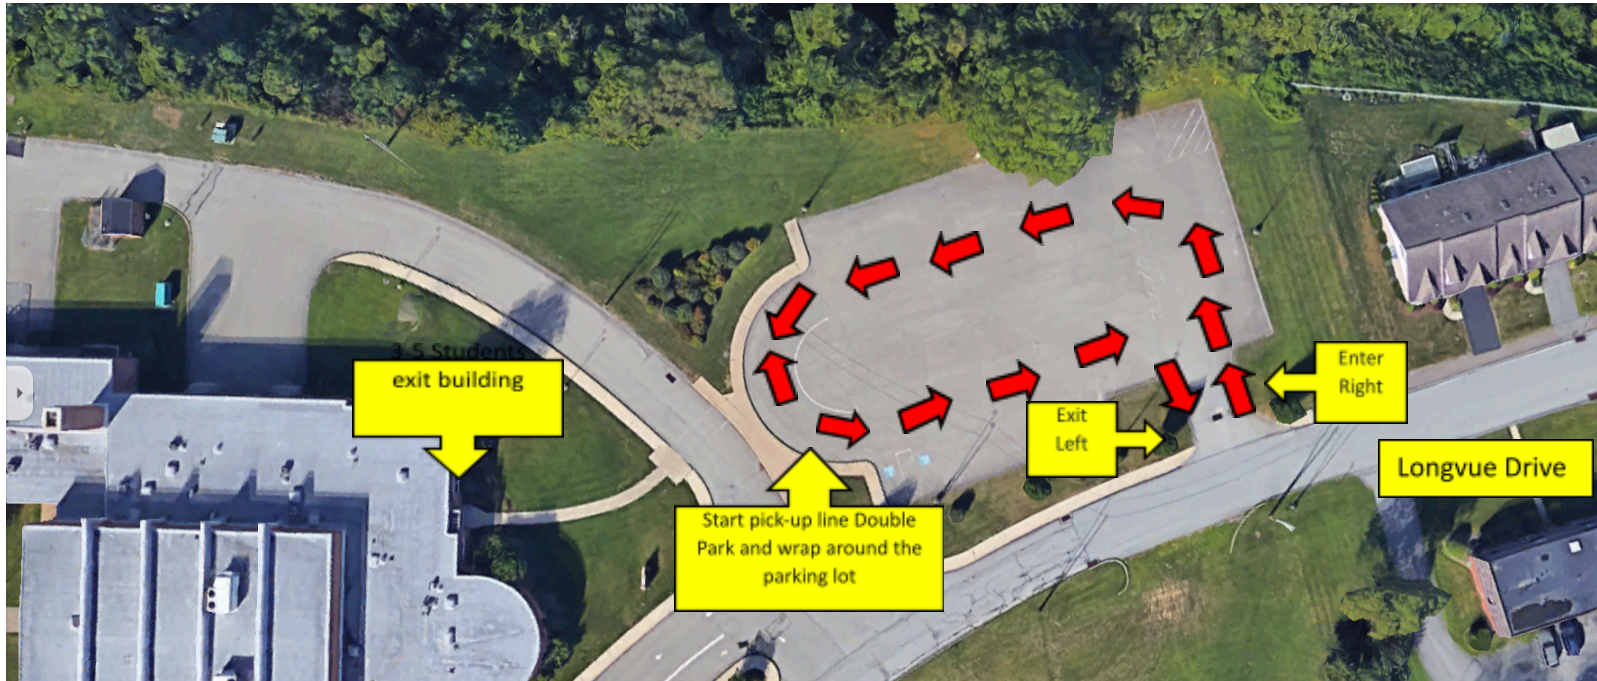 3-5 Students
exit building
Enter
Right
Exit
Left
Longvue Drive
Start pick-up line Double
Park and wrap around the
parking lot